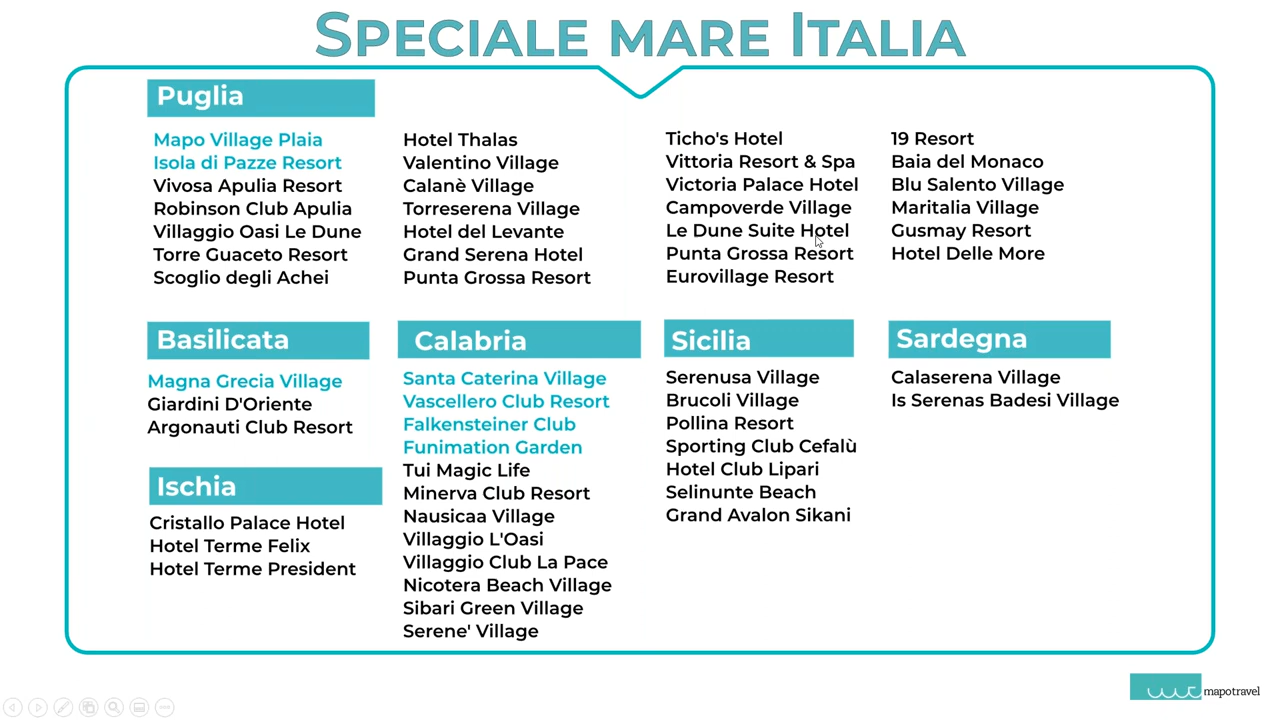 SPECIALE MARE ITALIA
Puglia
Mapo Village Plaia
Isola di Pazze Resort
Vivosa Apulia Resort
Robinson Club Apulia
Villaggio Oasi Le Dune
Torre Guaceto Resort
Scoglio degli Achei
Hotel Thalas
Valentino Village
Calanè Village
Torreserena Village
Hotel del Levante
Grand Serena Hotel
Punta Grossa Resort
Ticho's Hotel
Vittoria Resort & Spa
Victoria Palace Hotel
Campoverde Village
Le Dune Suite Hotel
Punta Grossa Resort
Eurovillage Resort
19 Resort
Baia del Monaco
Blu Salento Village
Maritalia Village
Gusmay Resort
Hotel Delle More
Basilicata
Magna Grecia Village
Giardini D'Oriente
Argonauti Club Resort
Ischia
Cristallo Palace Hotel
Hotel Terme Felix
Hotel Terme President
Calabria
Santa Caterina Village
Vascellero Club Resort
Falkensteiner Club
Funimation Garden
Tui Magic Life
Minerva Club Resort
Nausicaa Village
Villaggio L'Oasi
Villaggio Club La Pace
Nicotera Beach Village
Sibari Green Village
Serene' Village
Sicilia
Serenusa Village
Brucoli Village
Pollina Resort
Sporting Club Cefalù
Hotel Club Lipari
Selinunte Beach
Grand Avalon Sikani
Sardegna
Calaserena Village
Is Serenas Badesi Village
mapotravel